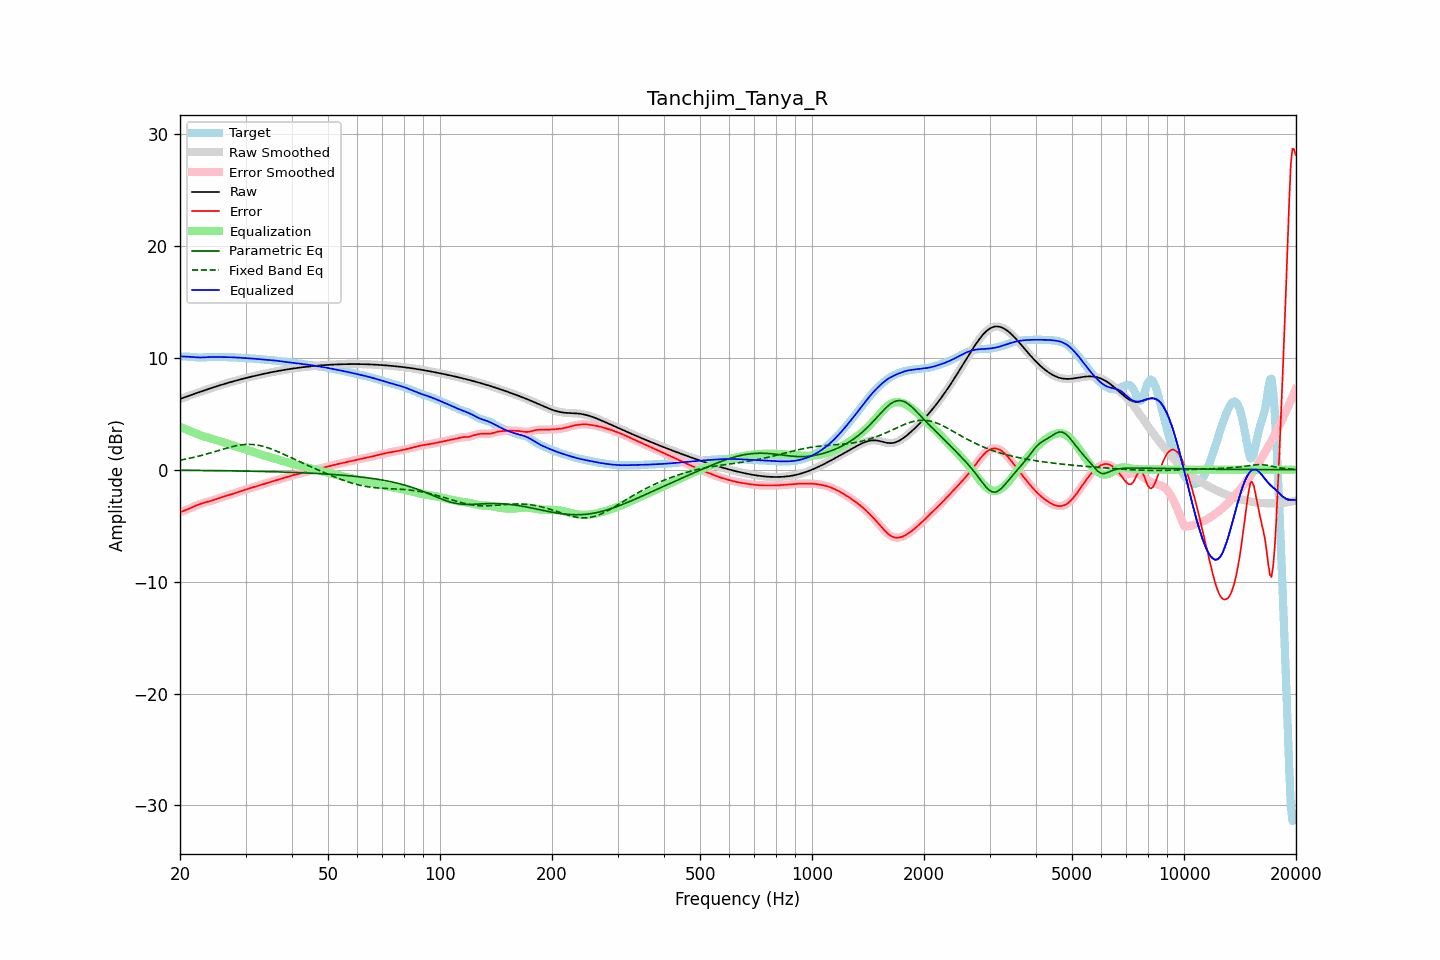 Tanchjim_Tanya_R
Target
Raw Smoothed
Error Smoothed
Raw
Error
Equalization
Parametric Eq
Fixed Band Eq
Equalized
30
20
10
0
−10
−20
−30
Amplitude (dBr)
20
50
100
200
500
1000
2000
5000
10000
20000
Frequency (Hz)